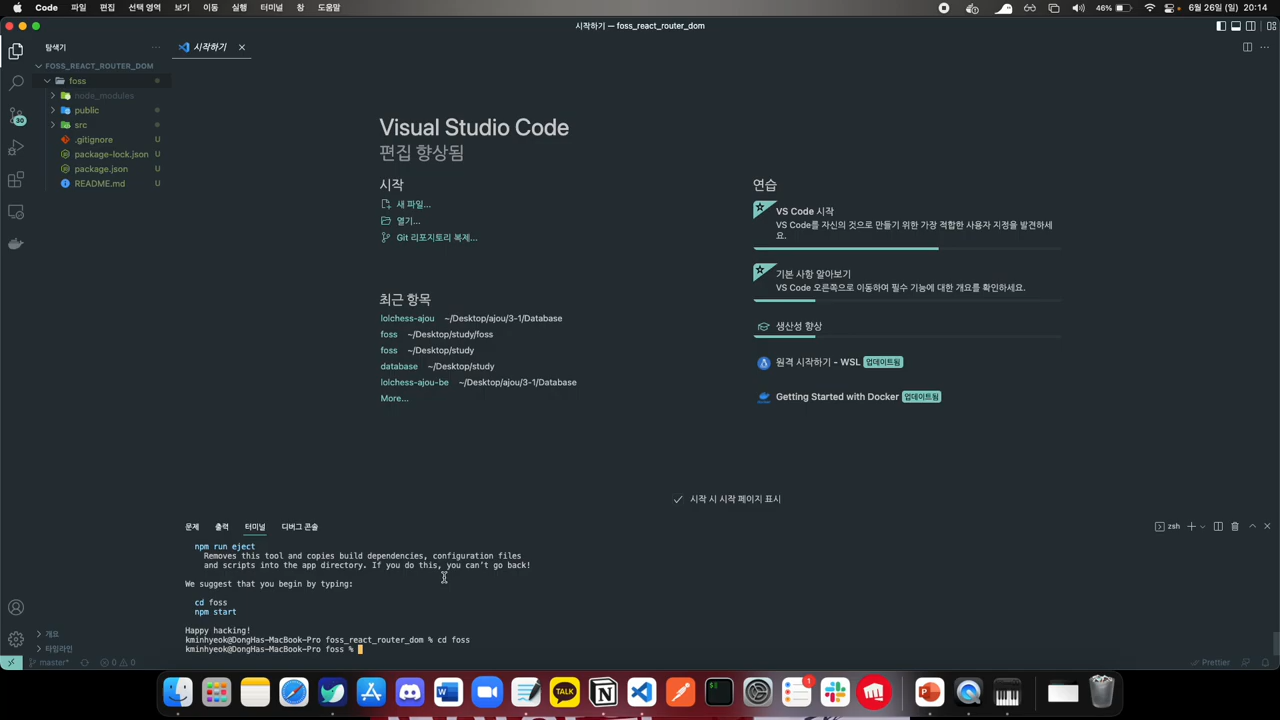 Code 파일 편집 선택 영역 보기 이동 실행 터미널 창 도움말
46% 6월 26일 (일) 20:14
시작하기 — foss_react_router_dom
탐색기
시작하기
FOSS_REACT_ROUTER_DOM
foss
node_modules
public
src
.gitignore U
package-lock.json U
package.json U
README.md U
30
Visual Studio Code
편집 향상됨
시작
새 파일...
열기...
Git 리포지토리 복제...
최근 항목
lolchess-ajou ~/Desktop/ajou/3-1/Database
foss ~/Desktop/study/foss
foss ~/Desktop/study
database ~/Desktop/study
lolchess-ajou-be ~/Desktop/ajou/3-1/Database
More...
연습
VS Code 시작
VS Code를 자신의 것으로 만들기 위한 가장 적합한 사용자 지정을 발견하세
요.
기본 사항 알아보기
VS Code 오른쪽으로 이동하여 필수 기능에 대한 개요를 확인하세요.
생산성 향상
원격 시작하기 - WSL 업데이트됨
Getting Started with Docker 업데이트됨
시작 시 시작 페이지 표시
문제 출력 터미널 디버그 콘솔
zsh
npm run eject
Removes this tool and copies build dependencies, configuration files
and scripts into the app directory. If you do this, you can't go back!
We suggest that you begin by typing:
cd foss
npm start
Happy hacking!
kminhyeok@DongHas-MacBook-Pro foss_react_router_dom % cd foss
kminhyeok@DongHas-MacBook-Pro foss %
개요
타임라인
master* 0 0
Prettier
TALK
1